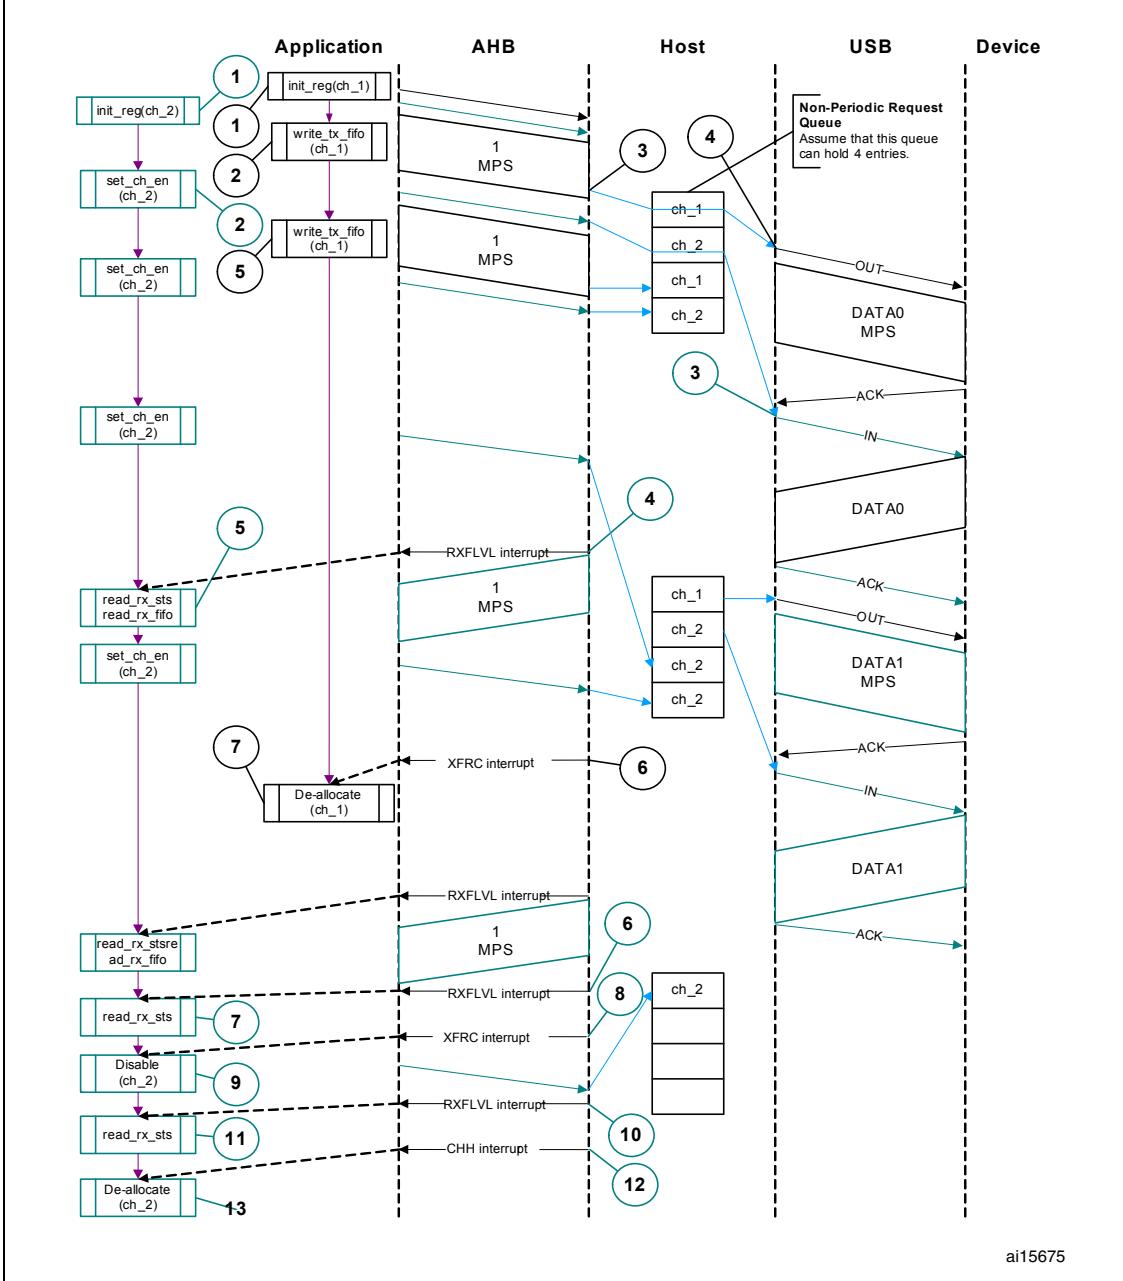 Application
AHB
Host
USB
Device
1
init_reg(ch_1)
init_reg(ch_2)
1
Non-Periodic Request
Queue
Assume that this queue
can hold 4 entries.
write_tx_fifo
(ch_1)
1
MPS
3
4
2
set_ch_en
(ch_2)
2
ch_1
write_tx_fifo
(ch_1)
1
MPS
ch_2
5
set_ch_en
(ch_2)
OUT
ch_1
ch_2
DATA0
MPS
3
ACK
set_ch_en
(ch_2)
IN
4
DATA0
5
RXFLVL interrupt
ACK
read_rx_sts
read_rx_fifo
1
MPS
ch_1
OUT
ch_2
set_ch_en
(ch_2)
ch_2
DATA1
MPS
ch_2
7
ACK
XFRC interrupt
6
De-allocate
(ch_1)
IN
DATA1
RXFLVL interrupt
6
read_rx_stsre
ad_rx_fifo
1
MPS
ACK
RXFLVL interrupt
8
ch_2
read_rx_sts
7
XFRC interrupt
Disable
(ch_2)
9
RXFLVL interrupt
read_rx_sts
11
10
CHH interrupt
12
De-allocate
(ch_2)
13
ai15675